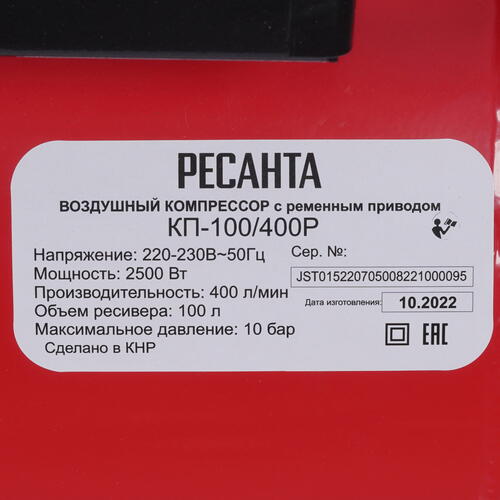 РЕСАНТА
ВОЗДУШНЫЙ КОМПРЕССОР с ременным приводом
КП-100/400Р
Напряжение: 220-230В~50Гц
Мощность: 2500 Вт
Производительность: 400 л/мин
Объем ресивера: 100 л
Максимальное давление: 10 бар
Сделано в КНР
Сер. №:
JST015220705008221000095
Дата изготовления: 10.2022
EAC